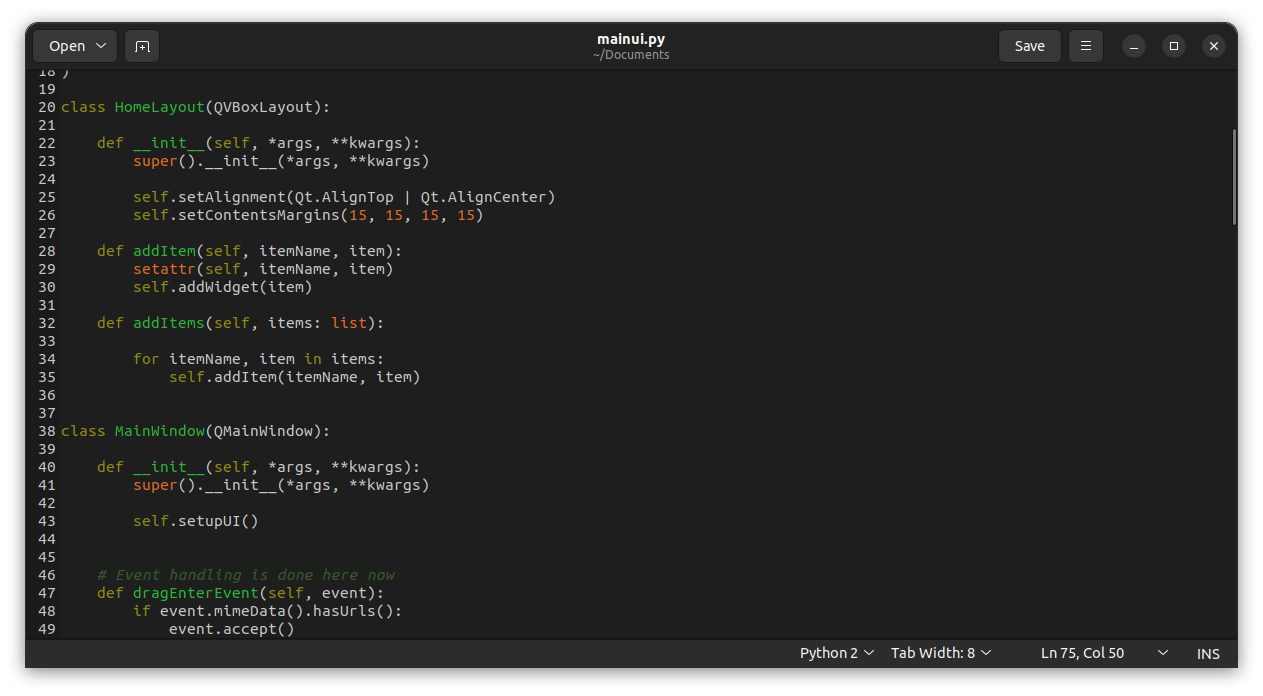 Open
mainui.py
~/Documents
Save
18 )
19
20 class HomeLayout(QVBoxLayout):
21
22     def __init__(self, *args, **kwargs):
23         super().__init__(*args, **kwargs)
24
25         self.setAlignment(Qt.AlignTop | Qt.AlignCenter)
26         self.setContentsMargins(15, 15, 15, 15)
27
28     def addItem(self, itemName, item):
29         setattr(self, itemName, item)
30         self.addWidget(item)
31
32     def addItems(self, items: list):
33
34         for itemName, item in items:
35             self.addItem(itemName, item)
36
37
38 class MainWindow(QMainWindow):
39
40     def __init__(self, *args, **kwargs):
41         super().__init__(*args, **kwargs)
42
43         self.setupUI()
44
45
46     # Event handling is done here now
47     def dragEnterEvent(self, event):
48         if event.mimeData().hasUrls():
49             event.accept()
Python 2 Tab Width: 8 Ln 75, Col 50 INS